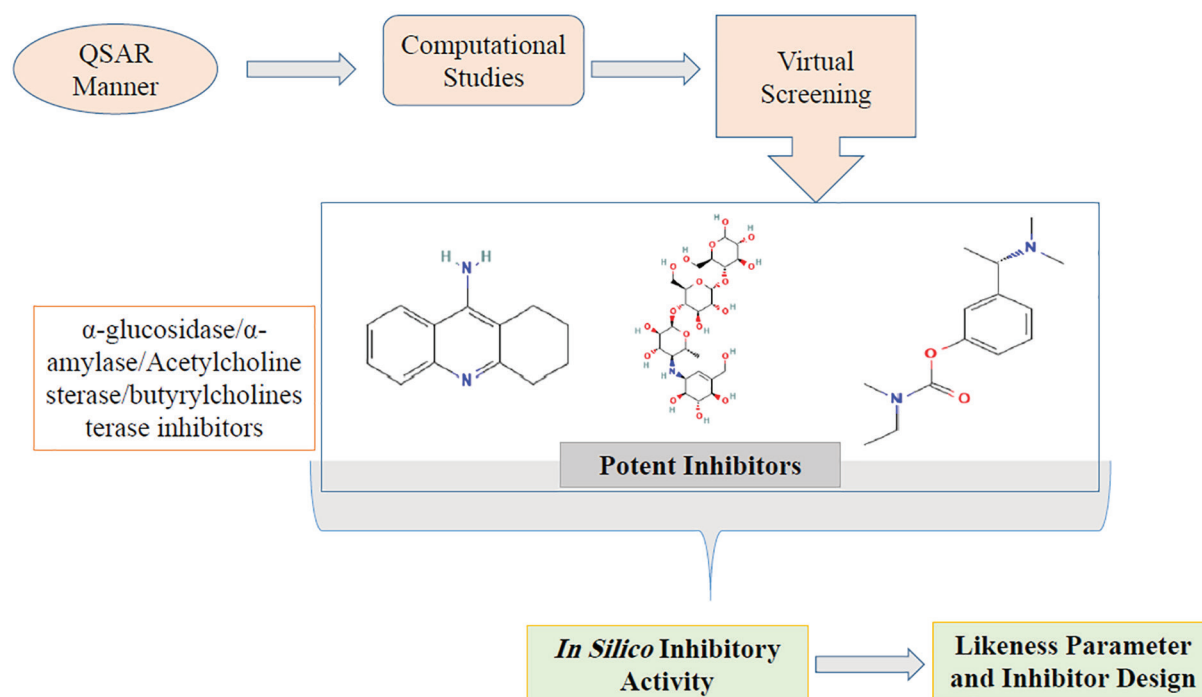 QSAR
Manner
Computational
Studies
Virtual
Screening
α-glucosidase/α-
amylase/Acetylcholine
sterase/butyrylcholines
terase inhibitors
H H
N
N
H
O
H
O
O
H
O
H
O
H
O
H
O
O
H
O
O
H
O
H
O
O
H
O
H
O
H
O
N
H
O
H
O
H
O
H
O
H
N
O
N
O
Potent Inhibitors
In Silico Inhibitory
Activity
Likeness Parameter
and Inhibitor Design